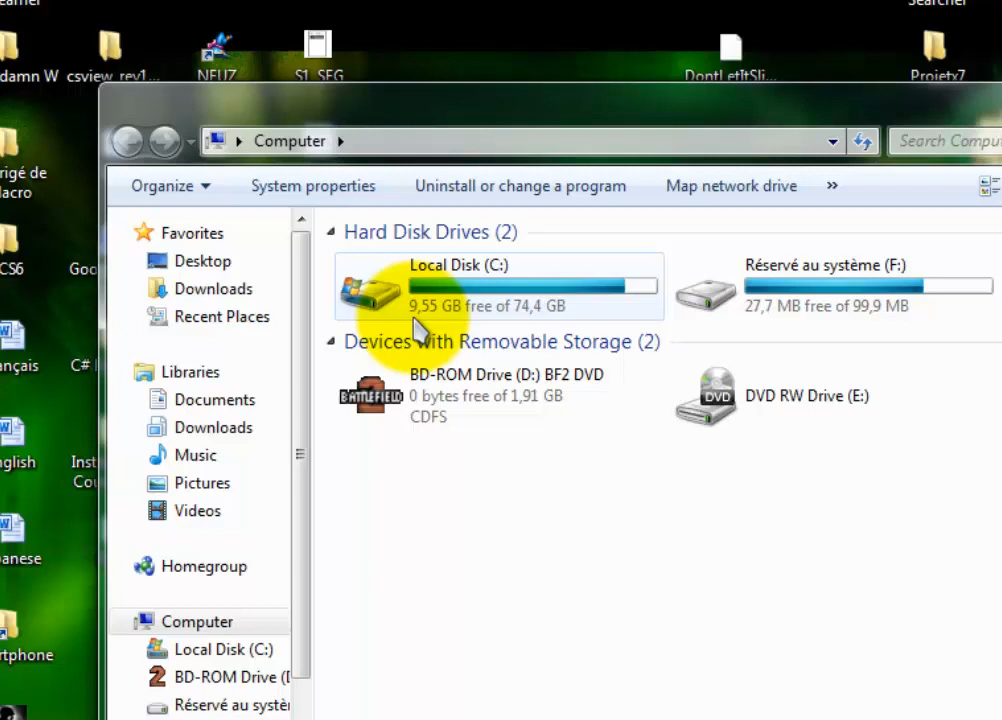 Searcher
damn W
csview_rev1...
NEUZ
S1_SEG
DontLetItSli...
Projetx7
Computer
Search Compu
Organize
System properties
Uninstall or change a program
Map network drive
»
rigé de
lacro
CS6
Goo
ançais
C#
nglish
Inst
Cou
panese
rtphone
Favorites
Desktop
Downloads
Recent Places
Libraries
Documents
Downloads
Music
Pictures
Videos
Homegroup
Computer
Local Disk (C:)
BD-ROM Drive (
Réservé au systè
Hard Disk Drives (2)
Local Disk (C:)
9,55 GB free of 74,4 GB
Réservé au système (F:)
27,7 MB free of 99,9 MB
Devices with Removable Storage (2)
BATTLEFIELD
2
BD-ROM Drive (D:) BF2 DVD
0 bytes free of 1,91 GB
CDFS
DVD
DVD RW Drive (E:)